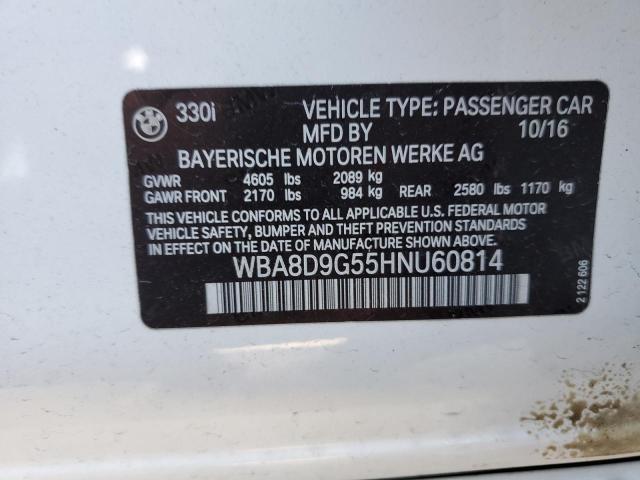 330i VEHICLE TYPE: PASSENGER CAR
MFD BY 10/16
BAYERISCHE MOTOREN WERKE AG
GVWR 4605 lbs 2089 kg
GAWR FRONT 2170 lbs 984 kg REAR 2580 lbs 1170 kg
THIS VEHICLE CONFORMS TO ALL APPLICABLE U.S. FEDERAL MOTOR
VEHICLE SAFETY, BUMPER AND THEFT PREVENTION STANDARDS
IN EFFECT ON THE DATE OF MANUFACTURE SHOWN ABOVE.
WBA8D9G55HNU60814
2 122 606